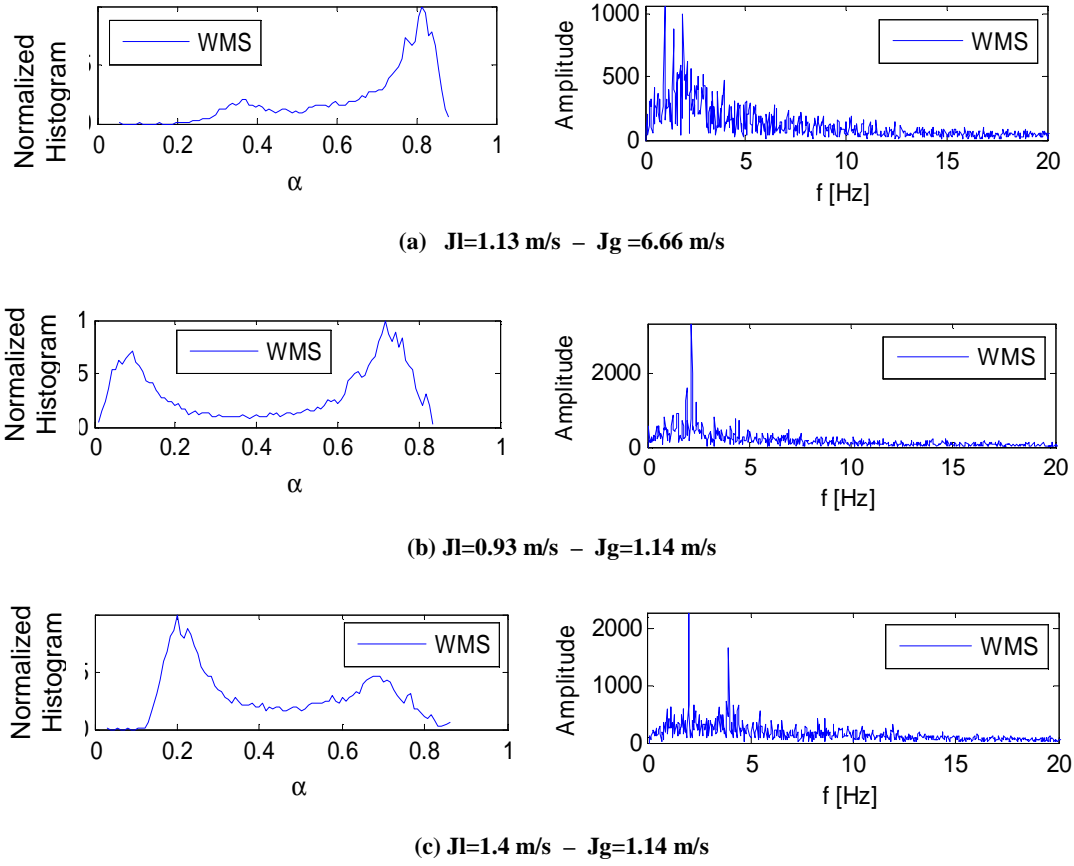 Normalized
Histogram
WMS
0
0 0.2 0.4 0.6 0.8 1
α
Amplitude
1000
500
0
WMS
0 5 10 15 20
f [Hz]
(a) Jl=1.13 m/s – Jg =6.66 m/s
Normalized
Histogram
1
5
0
WMS
0 0.2 0.4 0.6 0.8 1
α
Amplitude
2000
0
WMS
0 5 10 15 20
f [Hz]
(b) Jl=0.93 m/s – Jg=1.14 m/s
Normalized
Histogram
WMS
0 0.2 0.4 0.6 0.8 1
α
Amplitude
2000
1000
0
WMS
0 5 10 15 20
f [Hz]
(c) Jl=1.4 m/s – Jg=1.14 m/s